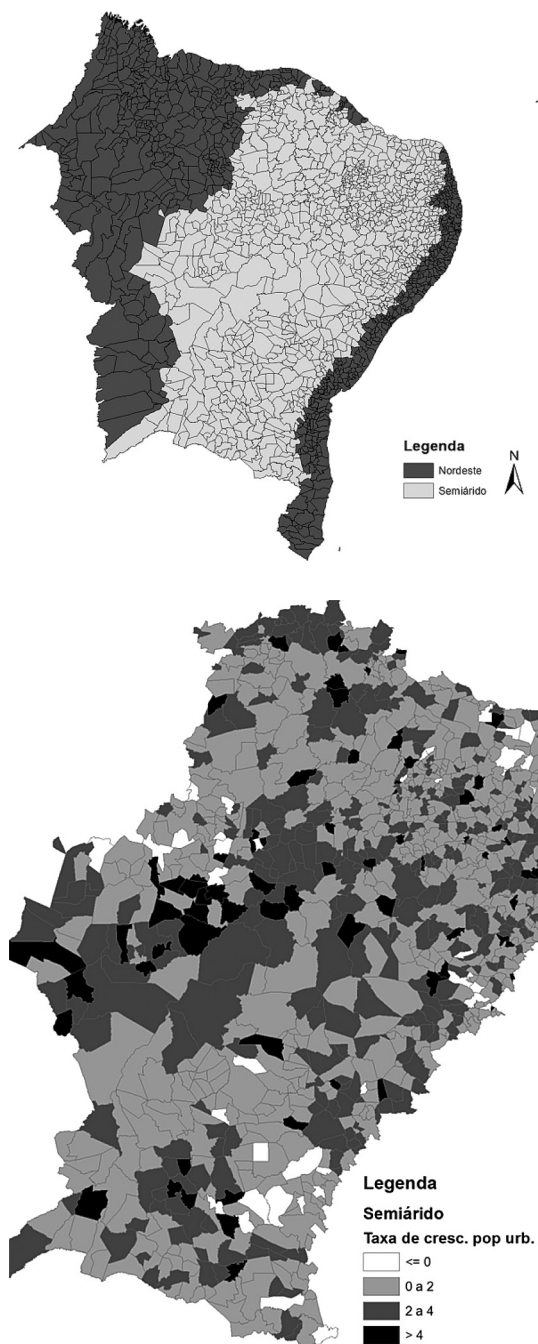 Legenda
N
Nordeste
Semiárido
Legenda
Semiárido
Taxa de cresc. pop urb.
<= 0
0 a 2
2 a 4
> 4